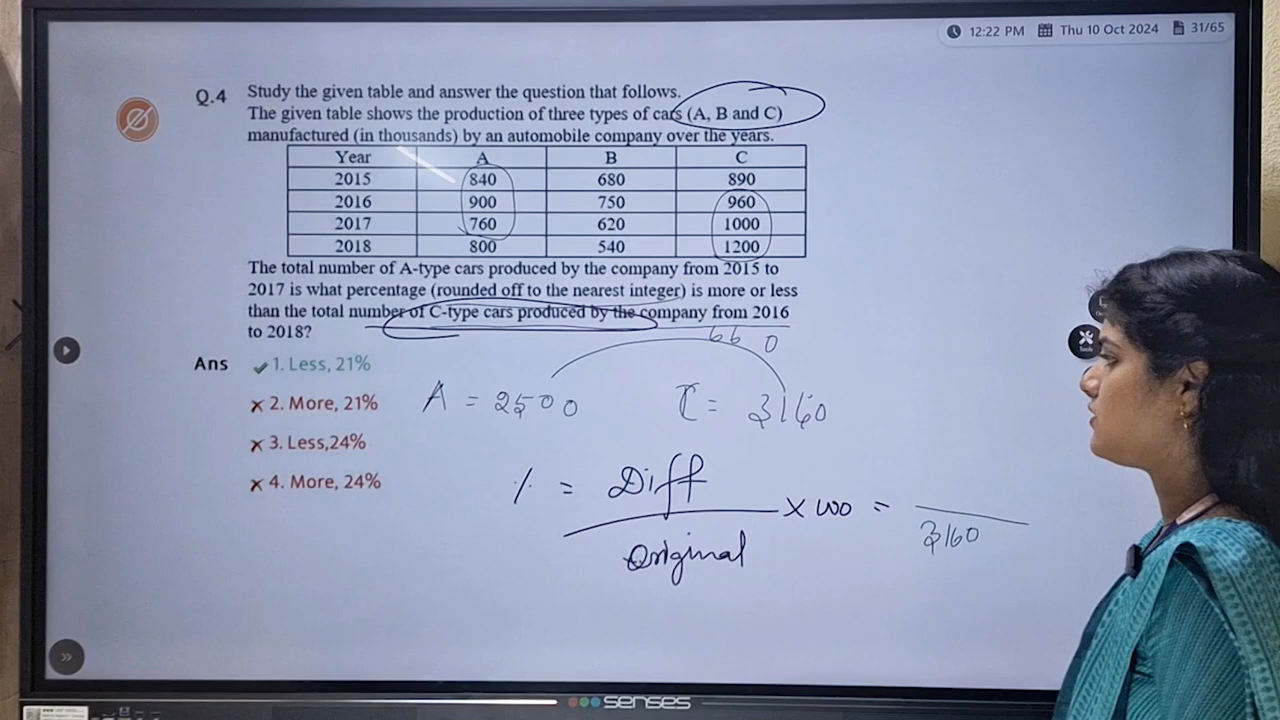 12:22 PM Thu 10 Oct 2024 31/65
Q.4 Study the given table and answer the question that follows.
The given table shows the production of three types of cars (A, B and C)
manufactured (in thousands) by an automobile company over the years.
Year A B C
2015 840 680 890
2016 900 750 960
2017 760 620 1000
2018 800 540 1200
The total number of A-type cars produced by the company from 2015 to
2017 is what percentage (rounded off to the nearest integer) is more or less
than the total number of C-type cars produced by the company from 2016
to 2018?
660
Ans 1. Less, 21%
2. More, 21%
3. Less,24%
4. More, 24%
A = 2500 C = 3160
% = Diff
Original
× 100 =
3160
senses